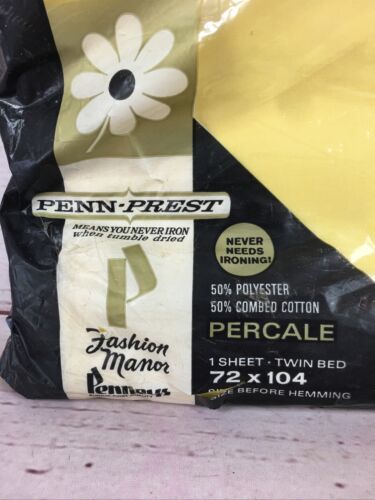 PENN-PREST
MEANS YOU NEVER IRON
when tumble dried
NEVER
NEEDS
IRONING!
50% POLYESTER
50% COMBED COTTON
PERCALE
1 SHEET · TWIN BED
72 x 104
SIZE BEFORE HEMMING
Fashion
Manor
Penneys